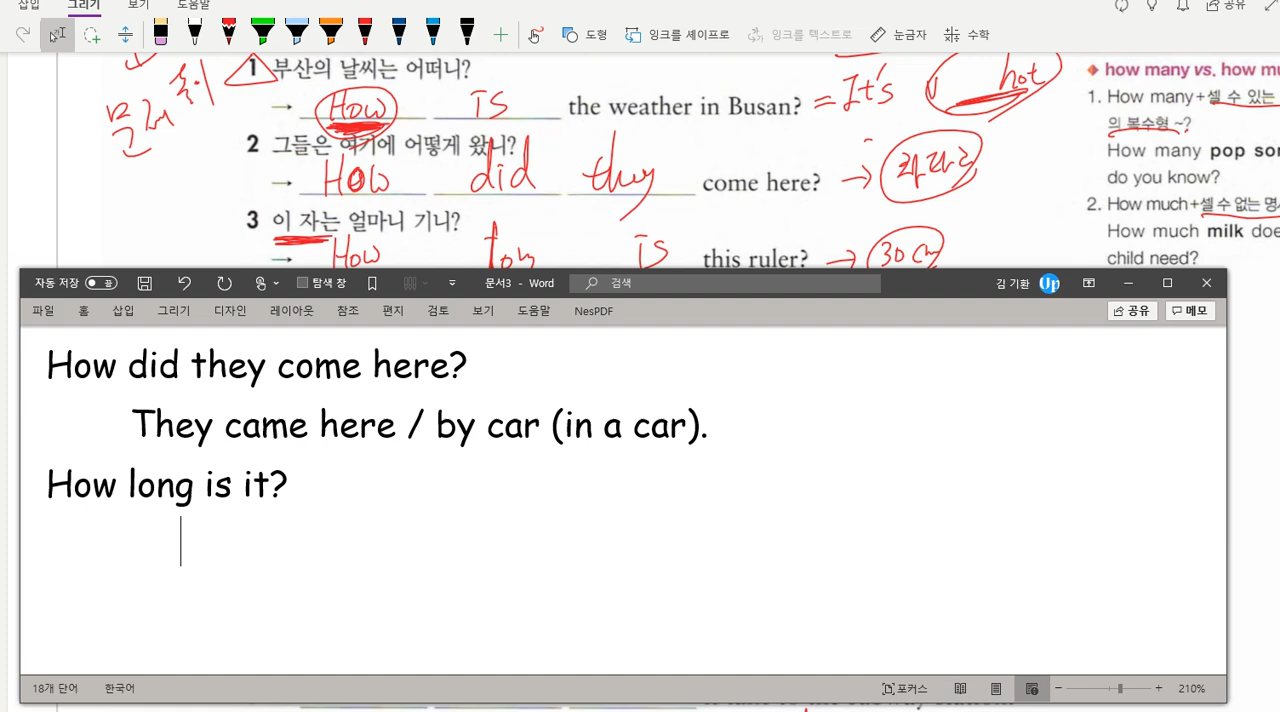 삽입 그리기 보기 도움말 공유
도형 잉크를 셰이프로 잉크를 텍스트로 눈금자 수학
1 부산의 날씨는 어떠니?
→ How is the weather in Busan? = It's hot
2 그들은 여기에 어떻게 왔니?
→ How did they come here? →
3 이 자는 얼마니 기니?
→ How long is this ruler? → 30cm
◆ how many vs. how mu
1. How many+셀 수 있는
의 복수형 ~?
How many pop son
do you know?
2. How much+셀 수 없는 명
How much milk doe
child need?
자동 저장 끔 탐색 창 문서3 - Word 검색 김 기환 Up
파일 홈 삽입 그리기 디자인 레이아웃 참조 편지 검토 보기 도움말 NesPDF 공유 메모
How did they come here?
They came here / by car (in a car).
How long is it?
18개 단어 한국어 포커스 210%